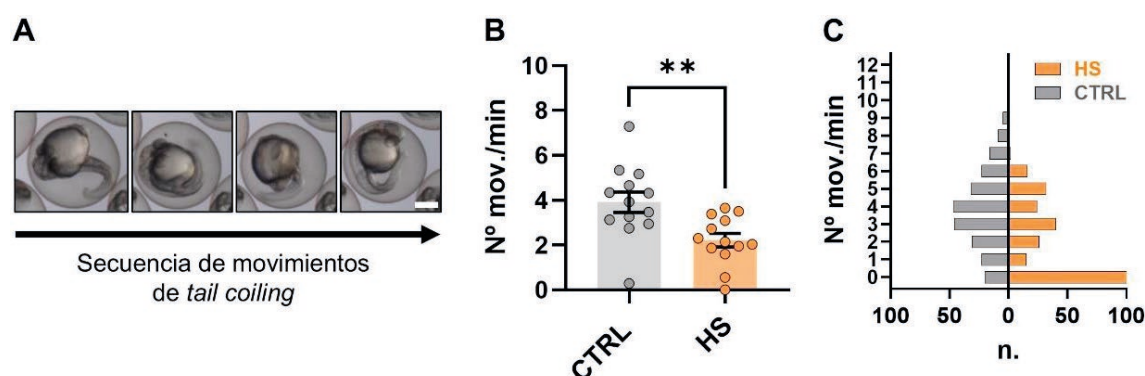 A
Secuencia de movimientos
de tail coiling
B
Nº mov./min
10
8
6
4
2
0
**
CTRL
HS
C
Nº mov./min
12
11
10
9
8
7
6
5
4
3
2
1
0
HS
CTRL
100 50 0 50 100
n.